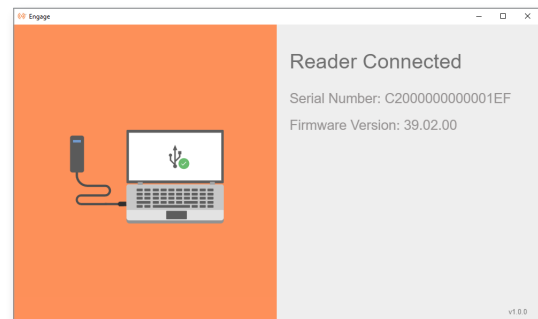 Engage
Reader Connected
Serial Number: C2000000000001EF
Firmware Version: 39.02.00
v1.0.0